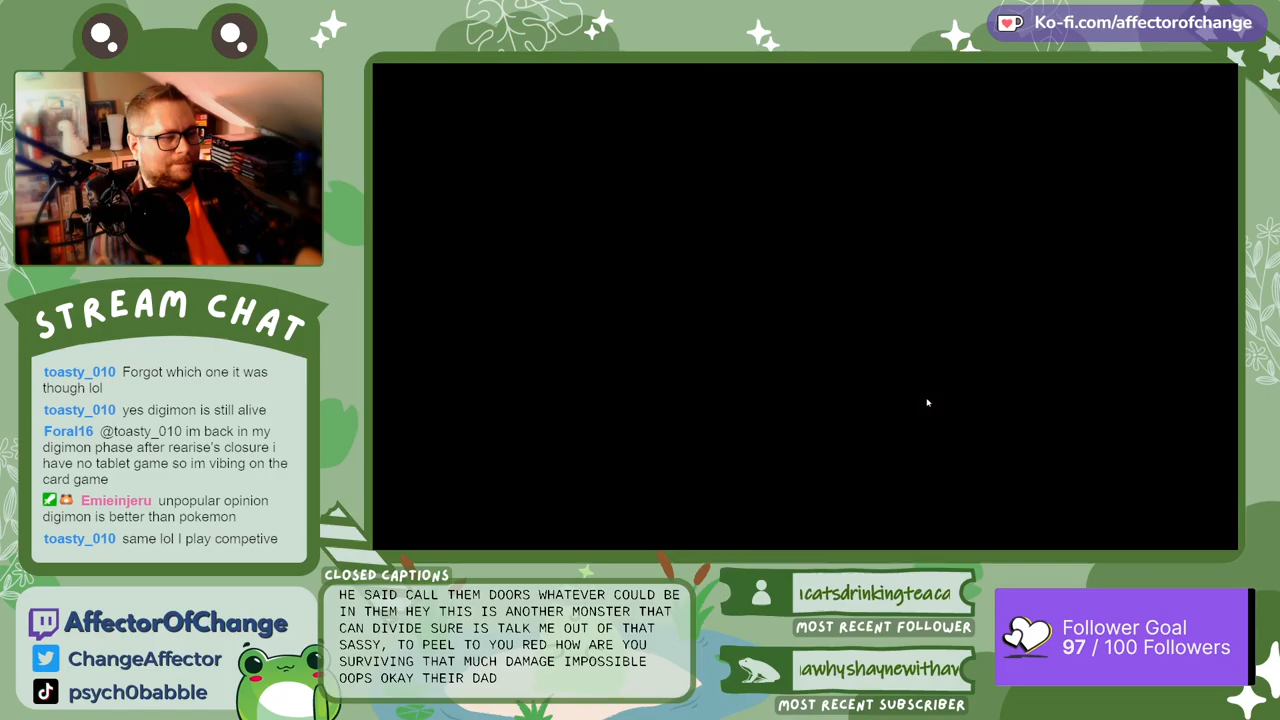 Ko-fi.com/affectorofchange
STREAM CHAT
toasty_010 Forgot which one it was
though lol
toasty_010 yes digimon is still alive
Foral16 @toasty_010 im back in my
digimon phase after rearise's closure i
have no tablet game so im vibing on the
card game
Emieinjeru unpopular opinion
digimon is better than pokemon
toasty_010 same lol I play competive
AffectorOfChange
ChangeAffector
psych0babble
CLOSED CAPTIONS
HE SAID CALL THEM DOORS WHATEVER COULD BE
IN THEM HEY THIS IS ANOTHER MONSTER THAT
CAN DIVIDE SURE IS TALK ME OUT OF THAT
SASSY, TO PEEL TO YOU RED HOW ARE YOU
SURVIVING THAT MUCH DAMAGE IMPOSSIBLE
OOPS OKAY THEIR DAD
catsdrinkingteaca
MOST RECENT FOLLOWER
awhyshaynewithav
MOST RECENT SUBSCRIBER
Follower Goal
97 / 100 Followers